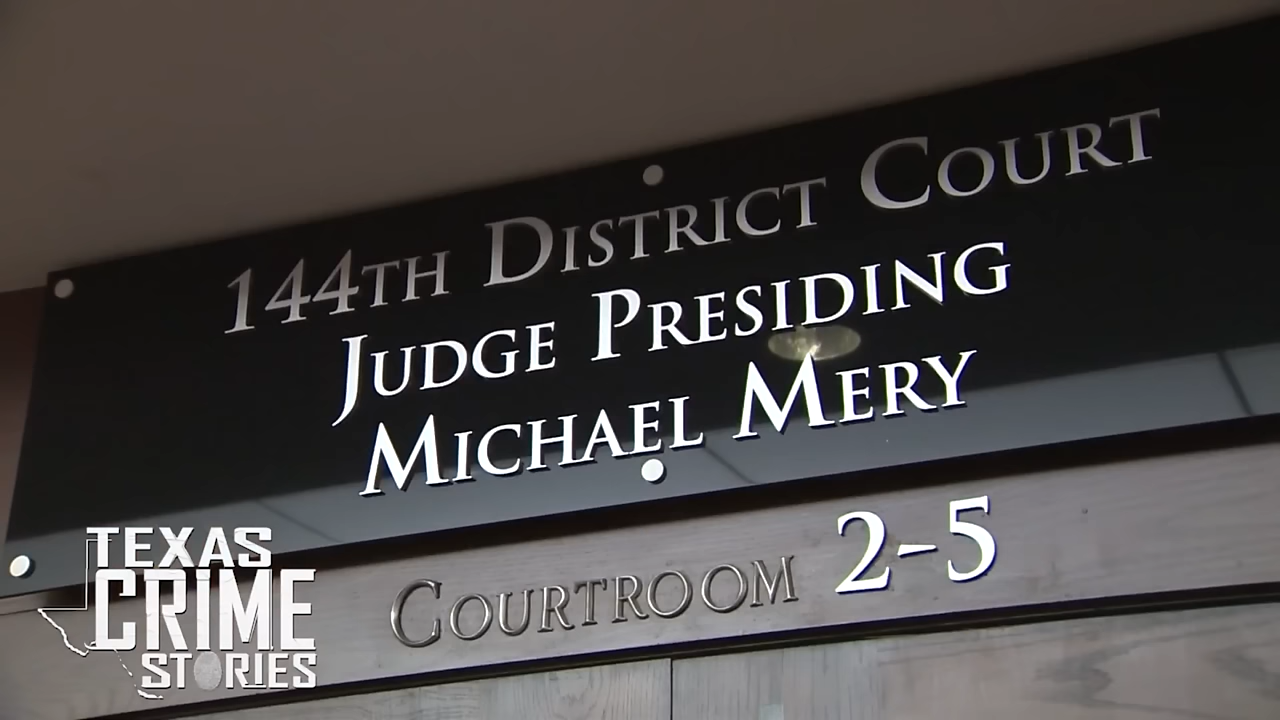 144TH DISTRICT COURT
JUDGE PRESIDING
MICHAEL MERY
COURTROOM 2-5
TEXAS
CRIME
STORIES